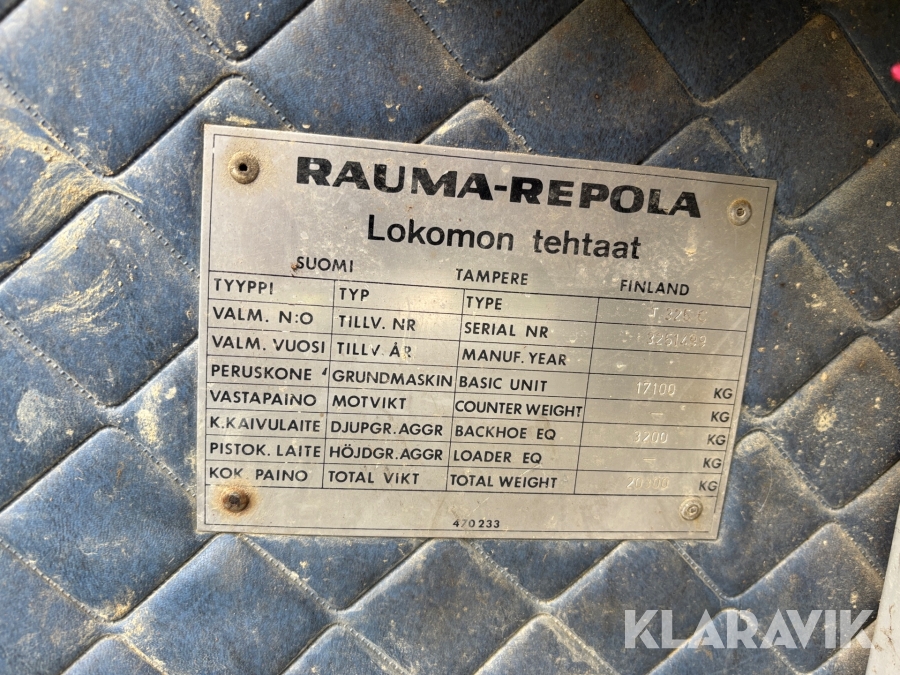 RAUMA-REPOLA
Lokomon tehtaat
SUOMI TAMPERE FINLAND
TYYPPI TYP TYPE
VALM. N:O TILLV. NR SERIAL NR
VALM. VUOSI TILLV. ÅR MANUF. YEAR
PERUSKONE GRUNDMASKIN BASIC UNIT 17100 KG
VASTAPAINO MOTVIKT COUNTER WEIGHT — KG
K.KAIVULAITE DJUPGR.AGGR BACKHOE EQ 3200 KG
PISTOK. LAITE HÖJDGR.AGGR LOADER EQ — KG
KOK. PAINO TOTAL VIKT TOTAL WEIGHT KG
470233
KLARAVIK